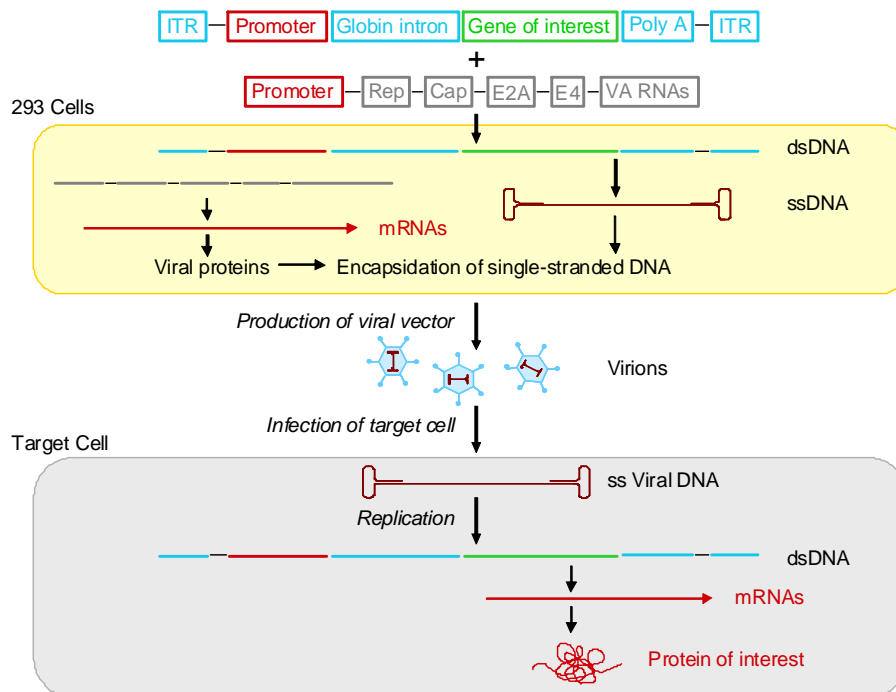 ITR Promoter Globin intron Gene of interest Poly A ITR
+
Promoter Rep Cap E2A E4 VA RNAs
293 Cells
dsDNA
ssDNA
mRNAs
Viral proteins Encapsidation of single-stranded DNA
Production of viral vector
Virions
Infection of target cell
Target Cell
ss Viral DNA
Replication
dsDNA
mRNAs
Protein of interest